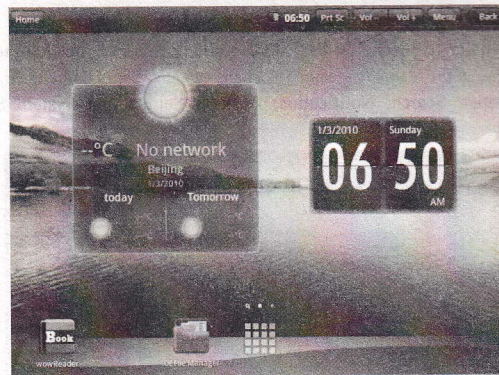 Home 06:50 Prt Sc Vol - Vol + Menu Back
1/3/2010 Sunday
--°C No network
06 50
Beijing
1/3/2010
today Tomorrow
AM
Book
wowReader